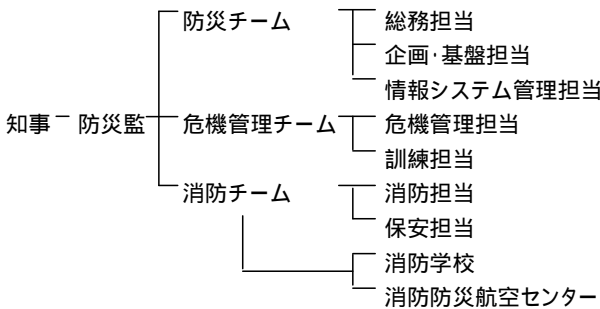 防災チーム 総務担当
企画・基盤担当
情報システム管理担当
知事 防災監 危機管理チーム 危機管理担当
訓練担当
消防チーム 消防担当
保安担当
消防学校
消防防災航空センター